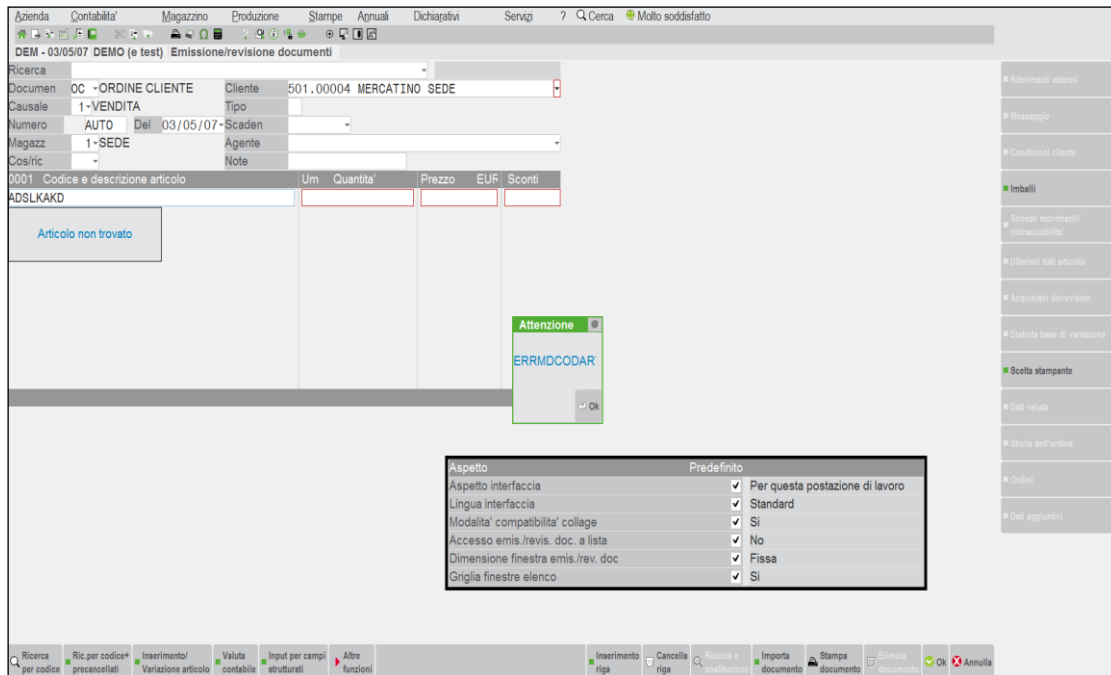 Azienda Contabilita' Magazzino Produzione Stampe Annuali Dichiarativi Servizi ? Cerca Molto soddisfatto
DEM - 03/05/07 DEMO (e test) Emissione/revisione documenti
Ricerca
Documen OC ORDINE CLIENTE Cliente 501.00004 MERCATINO SEDE
Causale 1 VENDITA Tipo
Numero AUTO Del 03/05/07 Scaden
Magazz 1 SEDE Agente
Cos/ric Note
0001 Codice e descrizione articolo Um Quantita' Prezzo EUR Sconti
ADSLKAKD
Articolo non trovato
Attenzione
ERRMDCODAR
Ok
Aspetto Predefinito
Aspetto interfaccia Per questa postazione di lavoro
Lingua interfaccia Standard
Modalita' compatibilita' collage Si
Accesso emis./revis. doc. a lista No
Dimensione finestra emis./rev. doc Fissa
Griglia finestre elenco Si
Riferimenti esterni
Messaggio
Condizioni cliente
Imballi
Schede movimenti/
rintracciabilita'
Ulteriori dati articolo
Acquisisci docuvision
Distinta base di variazione
Scelta stampante
Dati valuta
Storia dell'ordine
Ordini
Dati aggiuntivi
Ricerca Ric.per codice+ Inserimento/ Valuta Input per campi Altre Inserimento Cancella Ricerca e Importa Stampa Elimina Ok Annulla
per codice precancellati Variazione articolo contabile strutturati funzioni riga riga sostituzione documento documento documento